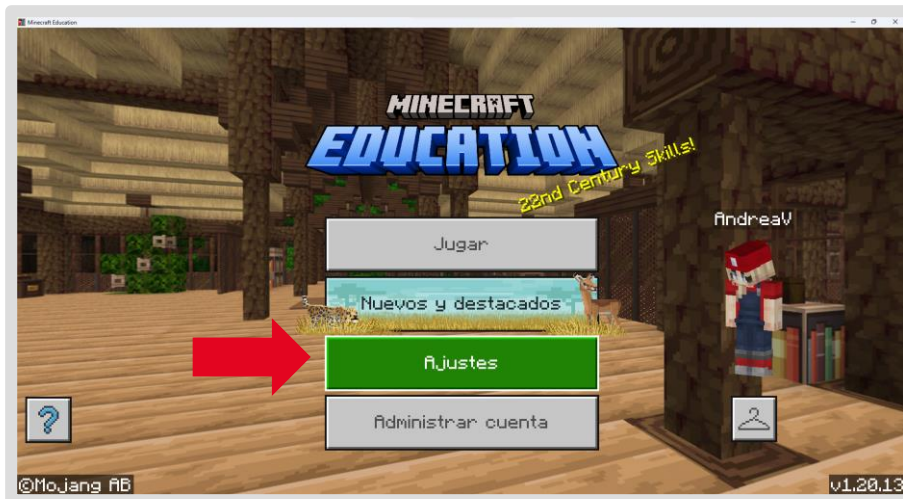 Minecraft Education
MINECRAFT
EDUCATION
22nd Century Skills!
AndreaV
Jugar
Nuevos y destacados
Ajustes
Administrar cuenta
©Mojang AB
v1.20.13